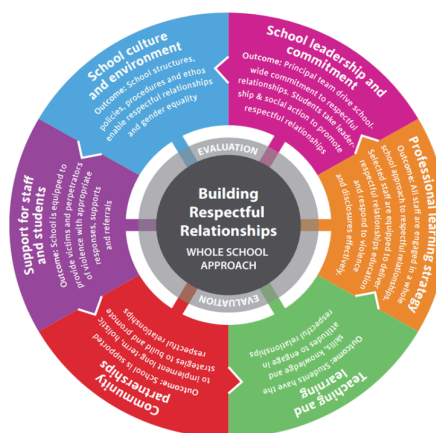 Building
Respectful
Relationships
WHOLE SCHOOL
APPROACH
EVALUATION
EVALUATION
School leadership and
commitment
Outcome: Principal team drive school-
wide commitment to respectful
relationships. Students take leader-
ship & social action to promote
respectful relationships
Professional learning strategy
Outcome: All staff are engaged in a whole
school approach to respectful relationships.
Selected staff are equipped to deliver
respectful relationships education
and respond to violence
and disclosures effectively
Teaching and
learning
Outcome: Students have the
skills, knowledge and
attitudes to engage in
respectful relationships
Community
partnerships
Outcome: School is supported
to implement long term, holistic
strategies to build and promote
respectful relationships
Support for staff
and students
Outcome: School is equipped to
provide victims and perpetrators
of violence with appropriate
responses, supports
and referrals
School culture
and environment
Outcome: School structures,
policies, procedures and ethos
enable respectful relationships
and gender equality